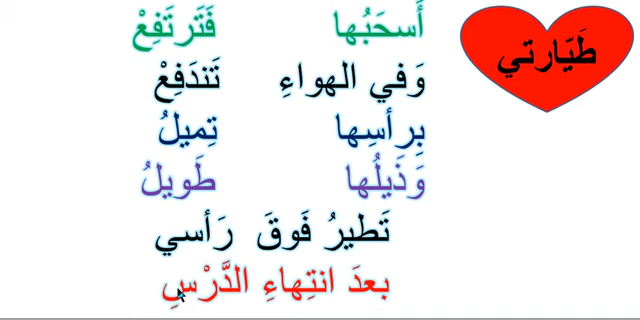 طَيّارتي
أَسحَبُها فَتَرتَفِعْ
وَفي الهواءِ تَندَفِعْ
بِرأسِها تِميلُ
وَذَيلُها طَويلُ
تَطيرُ فَوقَ رَأسي
بعدَ انتِهاءِ الدَّرْسِ